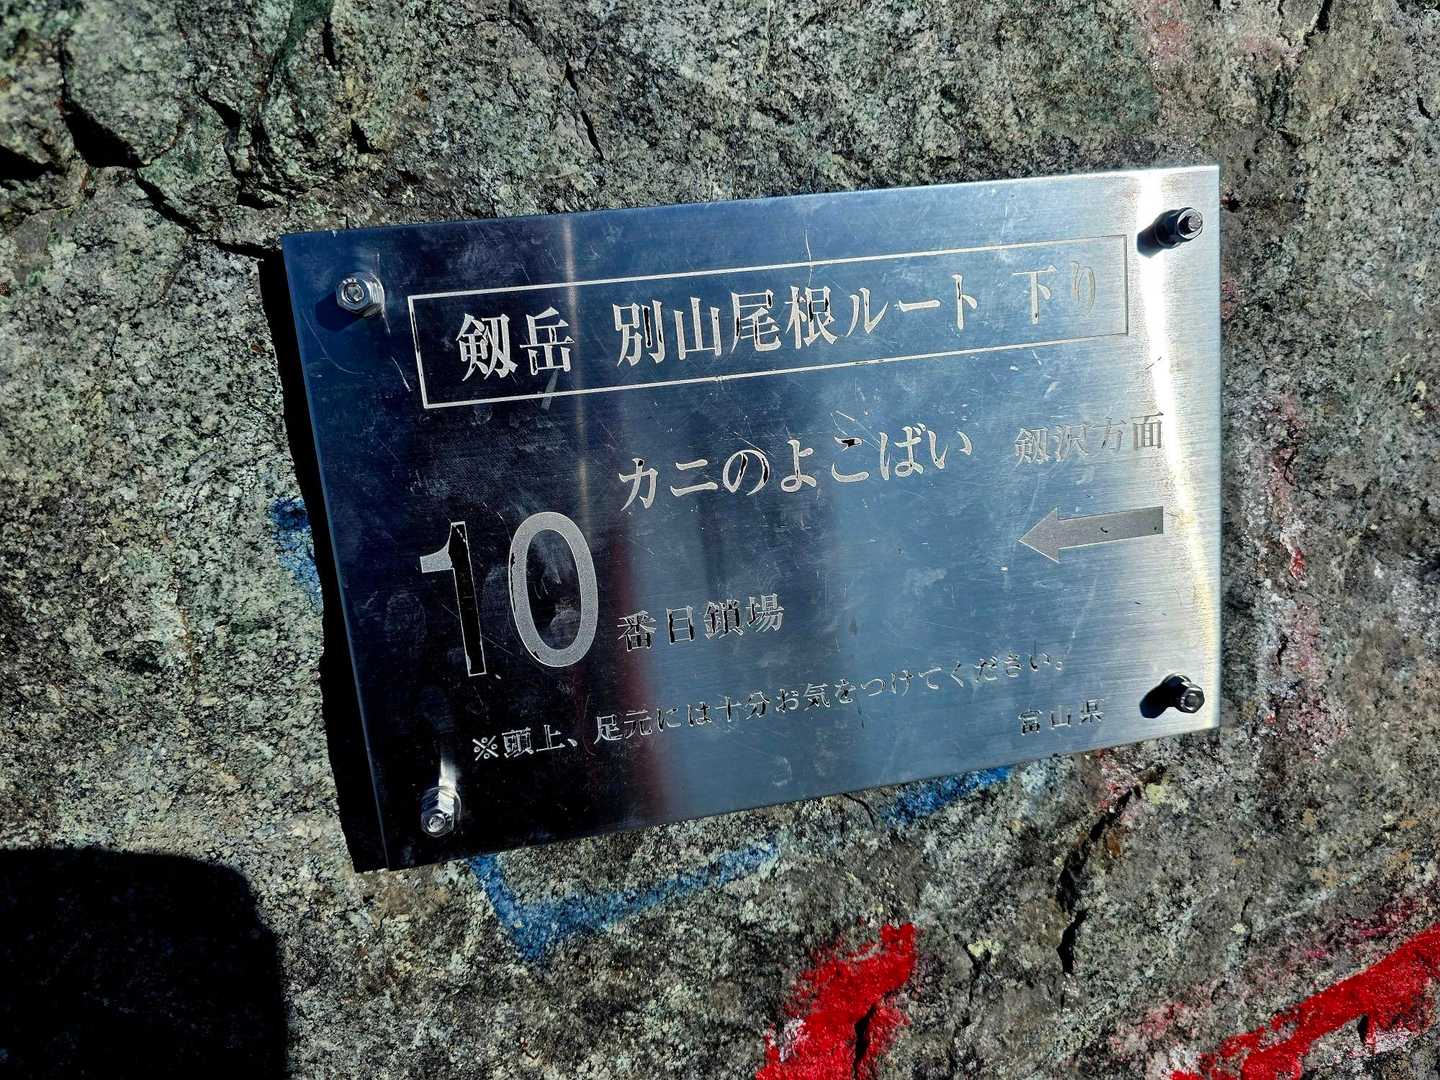 剱岳 別山尾根ルート 下り
カニのよこばい
剱沢方面
10番目鎖場
※頭上、足元には十分お気をつけてください。
富山県